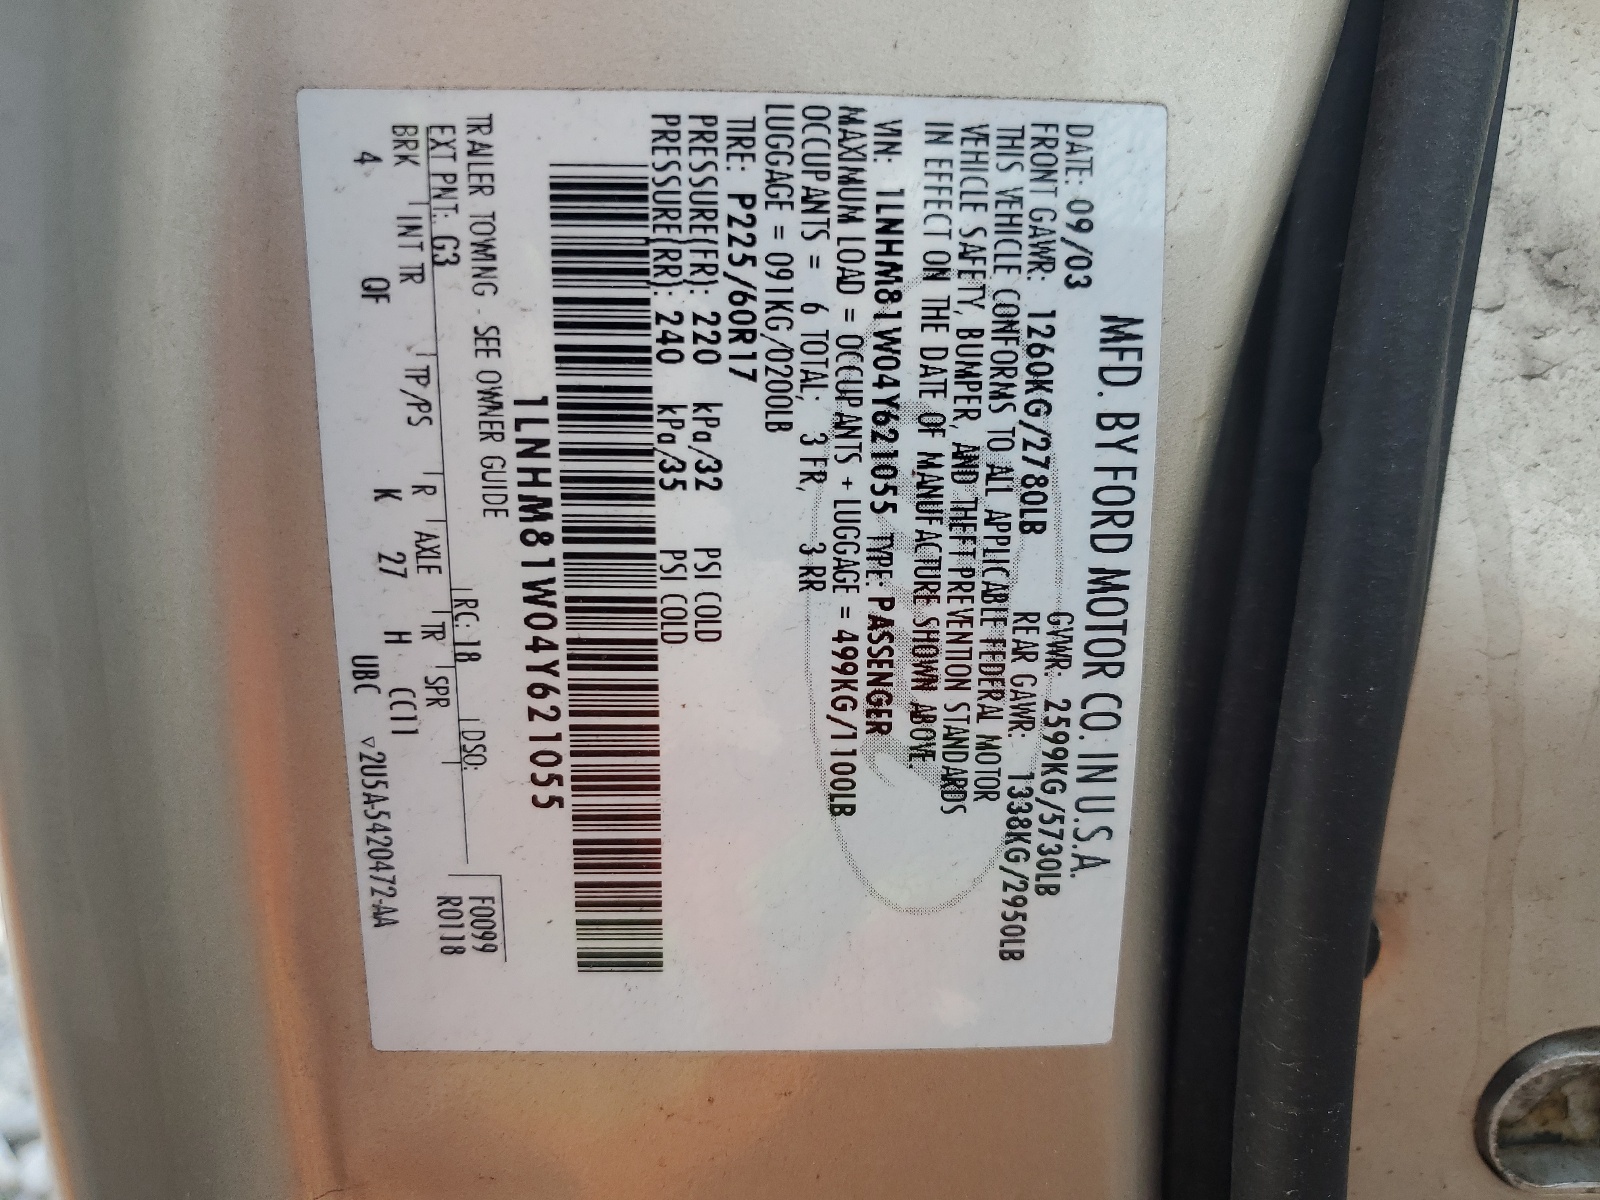 MFD. BY FORD MOTOR CO. IN U.S.A.
DATE: 09/03 GVWR: 2599KG/5730LB
FRONT GAWR: 1260KG/2780LB REAR GAWR: 1338KG/2950LB
THIS VEHICLE CONFORMS TO ALL APPLICABLE FEDERAL MOTOR
VEHICLE SAFETY, BUMPER, AND THEFT PREVENTION STANDARDS
IN EFFECT ON THE DATE OF MANUFACTURE SHOWN ABOVE.
VIN: 1LNHM81W04Y621055 TYPE: PASSENGER
MAXIMUM LOAD = OCCUPANTS + LUGGAGE = 499KG/1100LB
OCCUPANTS = 6 TOTAL; 3 FR, 3 RR
LUGGAGE = 091KG/0200LB
TIRE: P225/60R17
PRESSURE(FR): 220 kPa/32 PSI COLD
PRESSURE(RR): 240 kPa/35 PSI COLD
1LNHM81W04Y621055
TRAILER TOWING - SEE OWNER GUIDE
F0099
R0118
EXT PNT: G3 RC: 18 DSO:
BRK INT TR TP/PS R AXLE TR SPR
4 QF K 27 H CC11
UBC ▽2U5A-5420472-AA